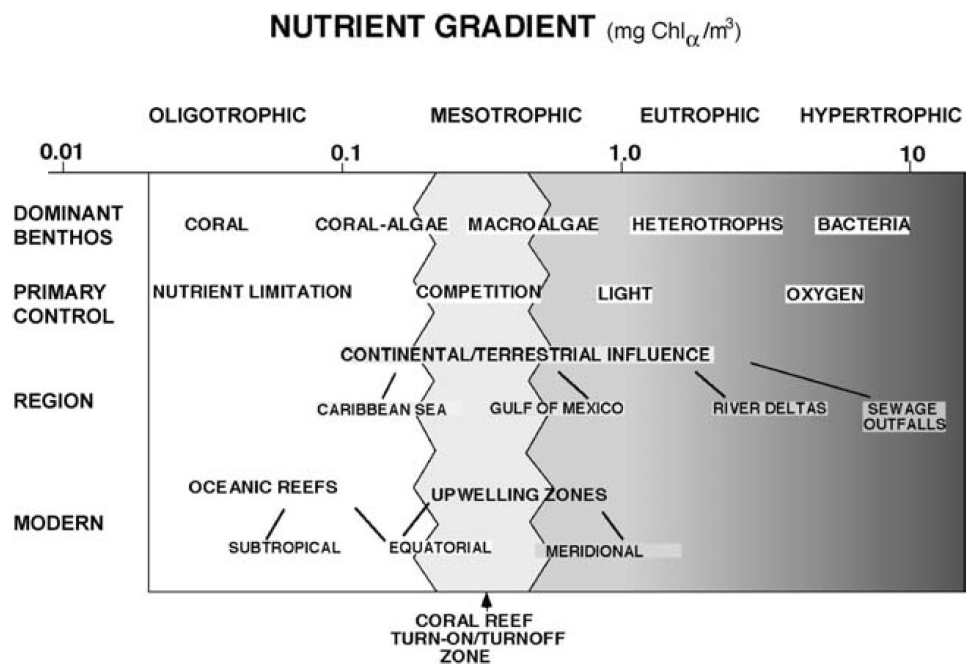 NUTRIENT GRADIENT (mg Chlα/m³)
OLIGOTROPHIC MESOTROPHIC EUTROPHIC HYPERTROPHIC
0.01 0.1 1.0 10
DOMINANT
BENTHOS
CORAL CORAL-ALGAE MACROALGAE HETEROTROPHS BACTERIA
PRIMARY
CONTROL
NUTRIENT LIMITATION COMPETITION LIGHT OXYGEN
CONTINENTAL/TERRESTRIAL INFLUENCE
REGION
CARIBBEAN SEA GULF OF MEXICO RIVER DELTAS SEWAGE
OUTFALLS
OCEANIC REEFS UPWELLING ZONES
MODERN
SUBTROPICAL EQUATORIAL MERIDIONAL
CORAL REEF
TURN-ON/TURNOFF
ZONE